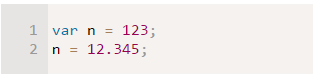 1 var n = 123;
2 n = 12.345;